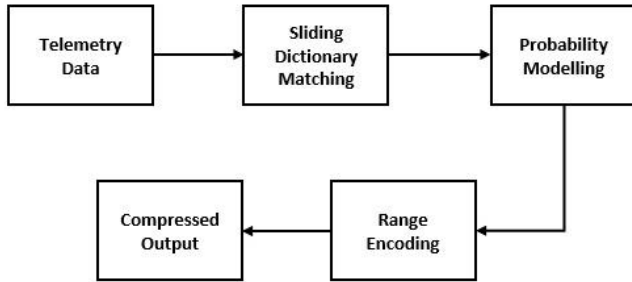 Telemetry
Data
Sliding
Dictionary
Matching
Probability
Modelling
Range
Encoding
Compressed
Output